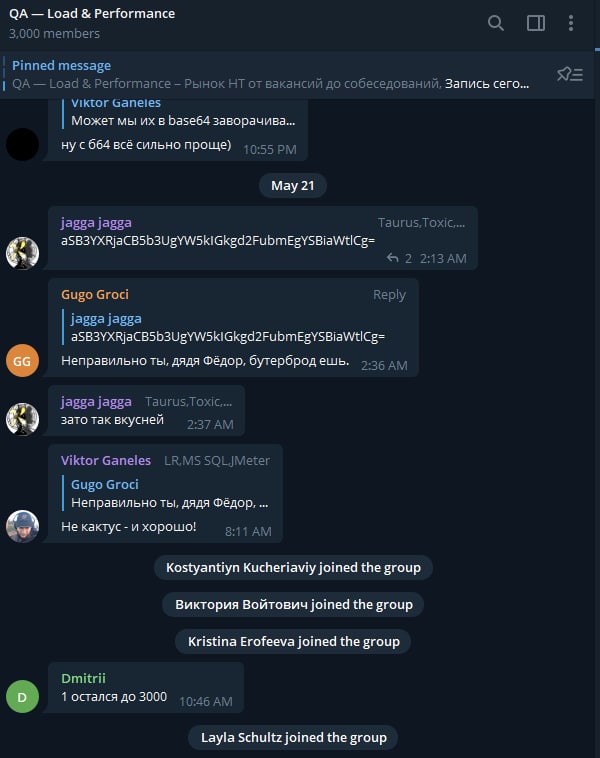 QA — Load & Performance
3,000 members
Pinned message
QA — Load & Performance – Рынок НТ от вакансий до собеседований, Запись сего...
Viktor Ganeles
Может мы их в base64 заворачива...
ну с б64 всё сильно проще) 10:55 PM
May 21
jagga jagga Taurus,Toxic,...
aSB3YXRjaCB5b3UgYW5kIGkgd2FubmEgYSBiaWtlCg=
2 2:13 AM
Gugo Groci Reply
jagga jagga
aSB3YXRjaCB5b3UgYW5kIGkgd2FubmEgYSBiaWtlCg=
Неправильно ты, дядя Фёдор, бутерброд ешь. 2:36 AM
GG
jagga jagga Taurus,Toxic,...
зато так вкусней 2:37 AM
Viktor Ganeles LR,MS SQL,JMeter
Gugo Groci
Неправильно ты, дядя Фёдор, ...
Не кактус - и хорошо! 8:11 AM
Kostyantiyn Kucheriaviy joined the group
Виктория Войтович joined the group
Kristina Erofeeva joined the group
Dmitrii
1 остался до 3000 10:46 AM
D
Layla Schultz joined the group